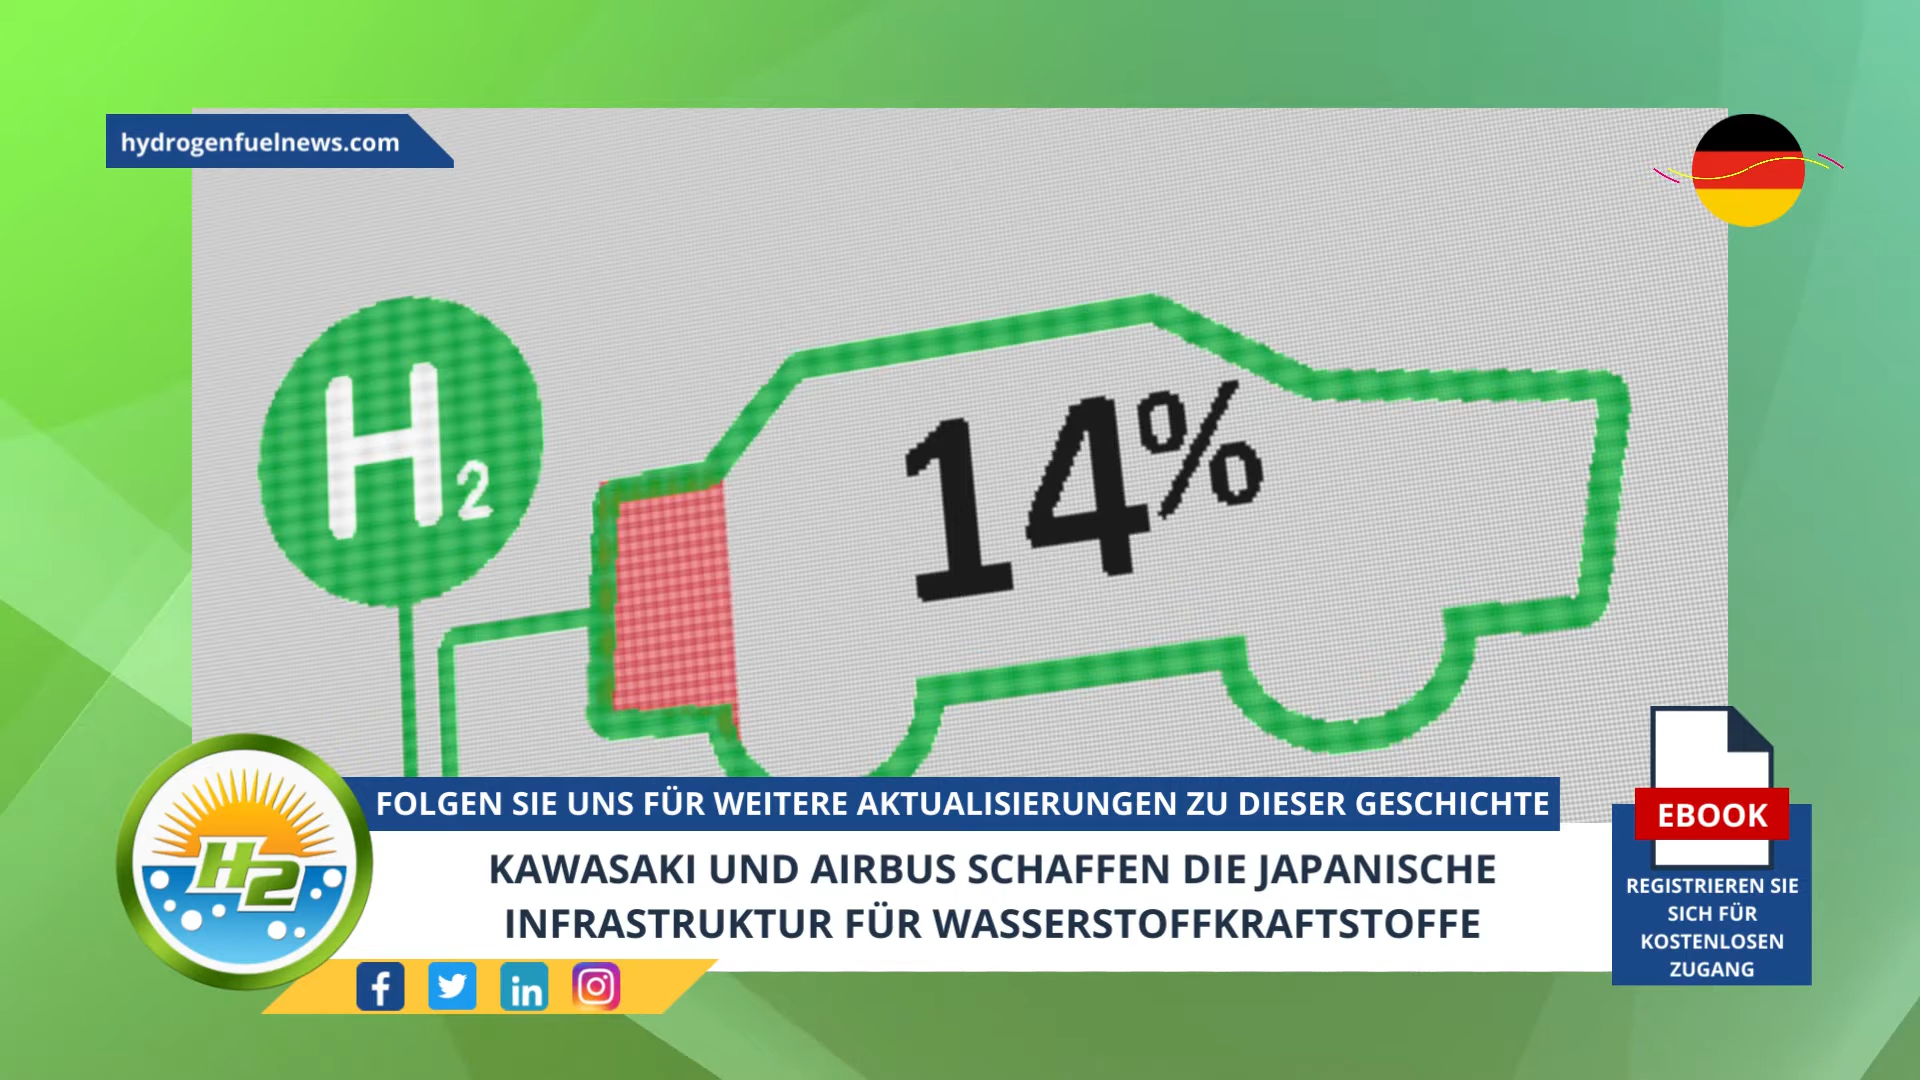 hydrogenfuelnews.com
H2
14%
FOLGEN SIE UNS FÜR WEITERE AKTUALISIERUNGEN ZU DIESER GESCHICHTE
KAWASAKI UND AIRBUS SCHAFFEN DIE JAPANISCHE
INFRASTRUKTUR FÜR WASSERSTOFFKRAFTSTOFFE
H2
f
in
EBOOK
REGISTRIEREN SIE
SICH FÜR
KOSTENLOSEN
ZUGANG